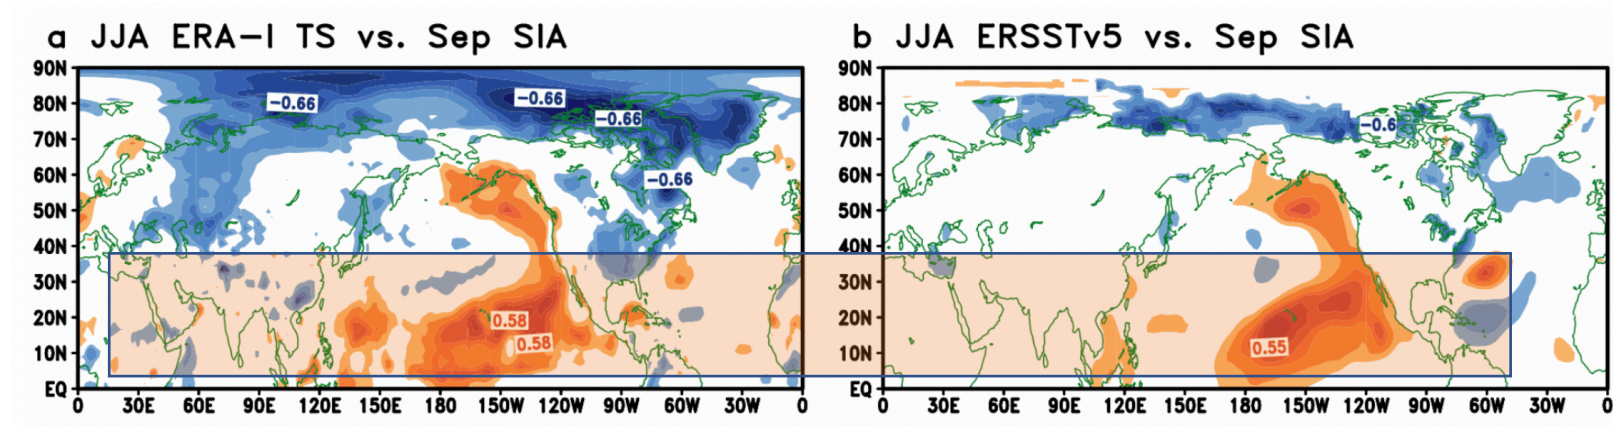 a JJA ERA-I TS vs. Sep SIA
90N
80N
70N
60N
50N
40N
30N
20N
10N
EQ
-0.66
-0.66
-0.66
-0.66
0.58
0.58
0 30E 60E 90E 120E 150E 180 150W 120W 90W 60W 30W 0
b JJA ERSSTv5 vs. Sep SIA
90N
80N
70N
60N
50N
40N
30N
20N
10N
EQ
-0.6
0.55
0 30E 60E 90E 120E 150E 180 150W 120W 90W 60W 30W 0